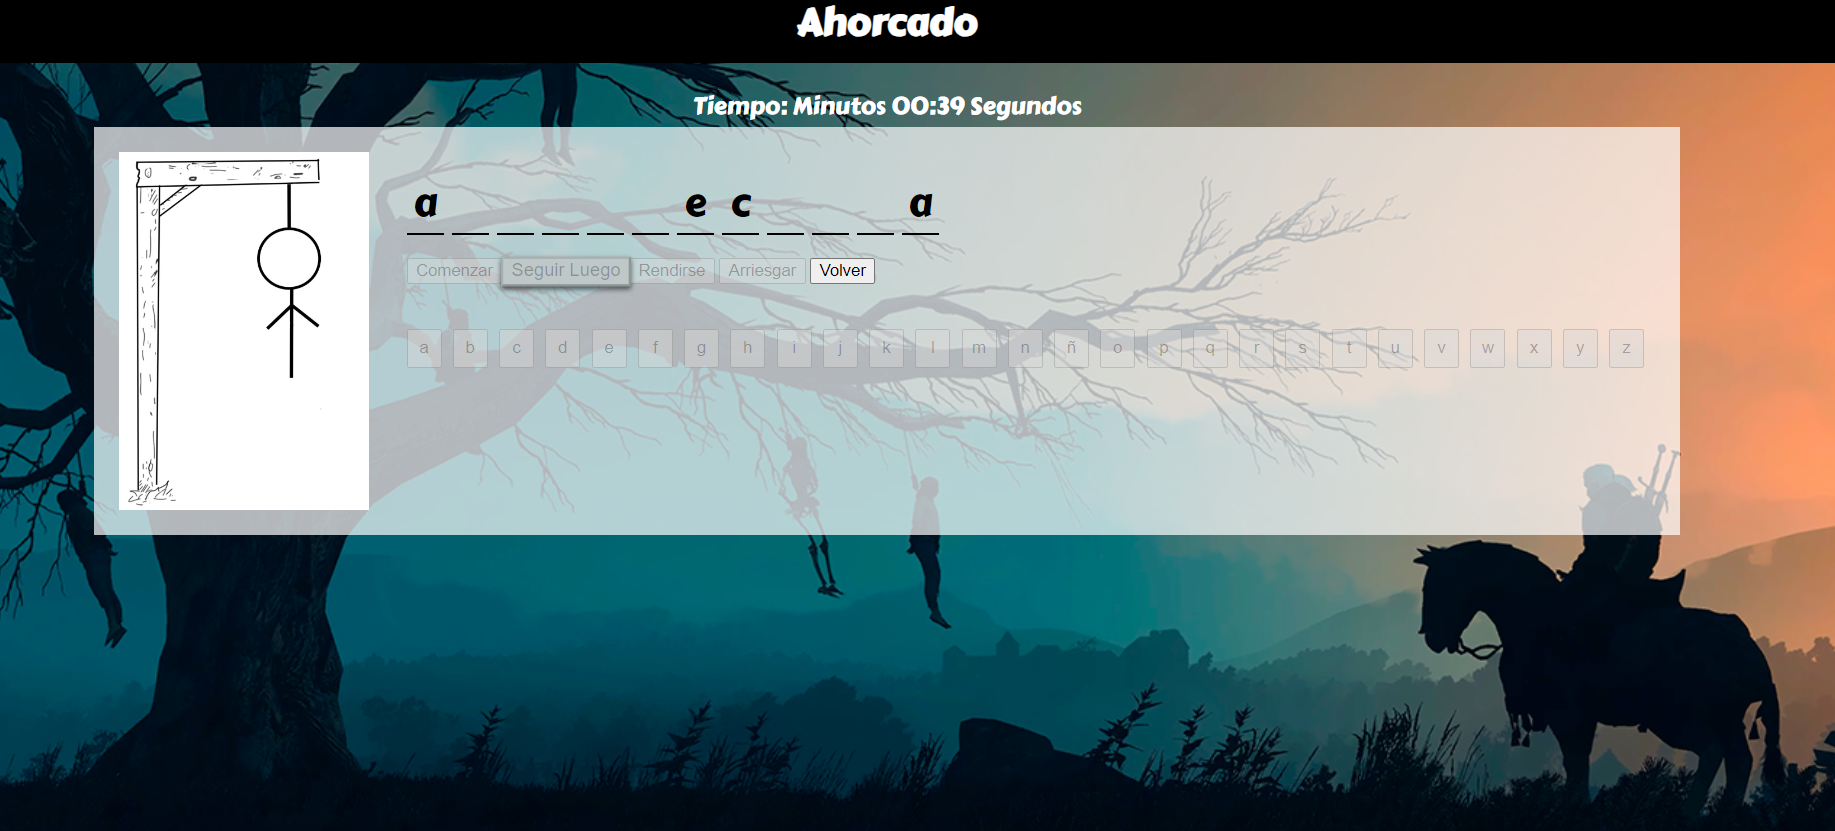 Ahorcado
Tiempo: Minutos 00:39 Segundos
a _ _ _ _ _ e c _ _ _ a
Comenzar Seguir Luego Rendirse Arriesgar Volver
a b c d e f g h i j k l m n ñ o p q r s t u v w x y z